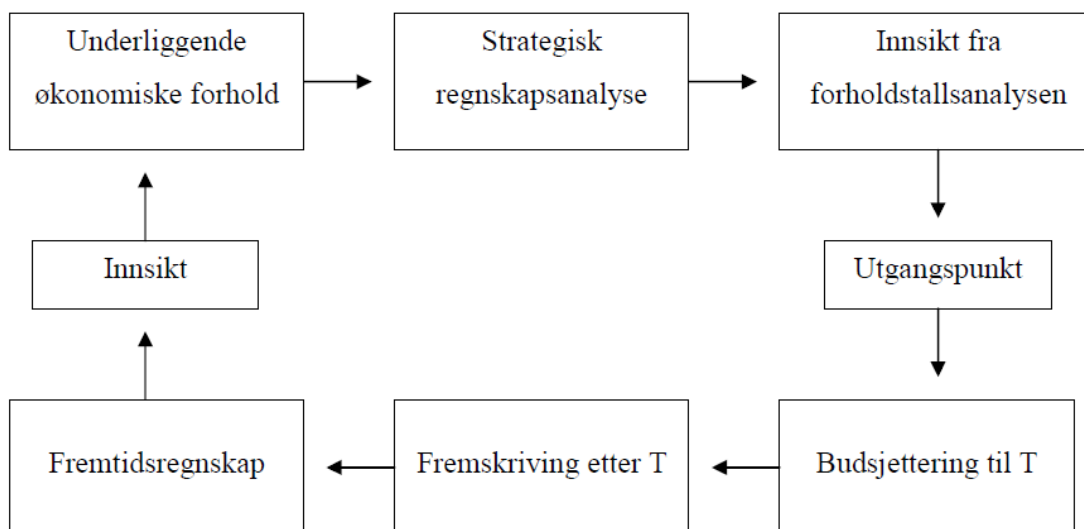 Underliggende
økonomiske forhold
Strategisk
regnskapsanalyse
Innsikt fra
forholdstallsanalysen
Innsikt
Utgangspunkt
Fremtidsregnskap
Fremskriving etter T
Budsjettering til T